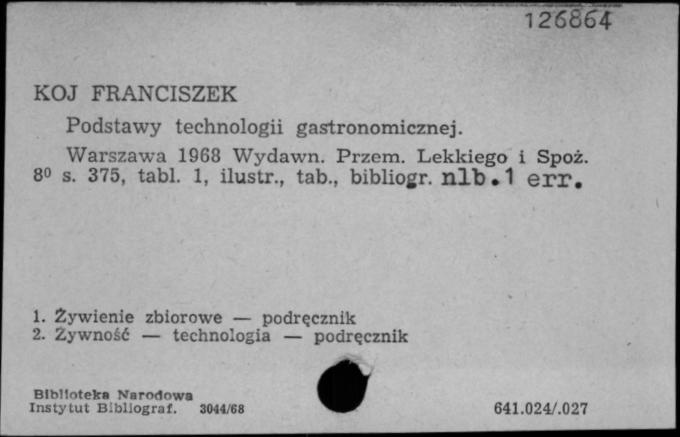 126864
KOJ FRANCISZEK
Podstawy technologii gastronomicznej.
Warszawa 1968 Wydawn. Przem. Lekkiego i Spoż.
8º s. 375, tabl. 1, ilustr., tab., bibliogr. nlb.1 err.
1. Żywienie zbiorowe — podręcznik
2. Żywność — technologia — podręcznik
Biblioteka Narodowa
Instytut Bibliograf. 3044/68
641.024/.027